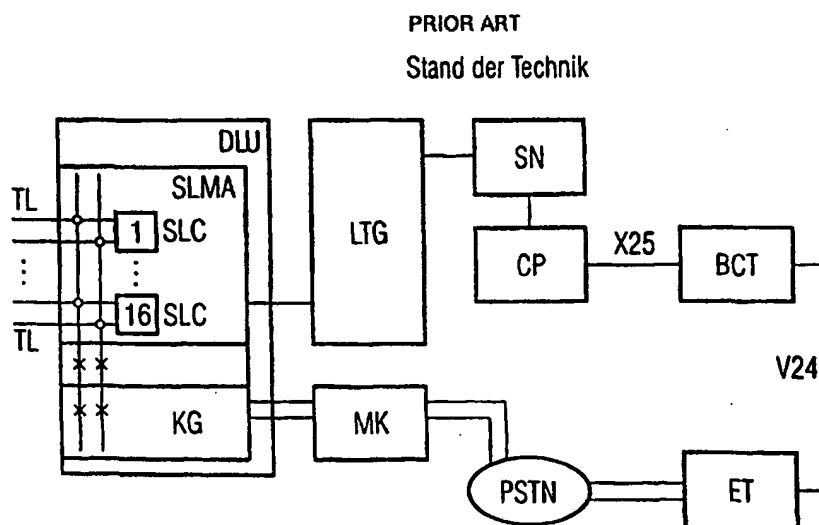 PRIOR ART
Stand der Technik
DLU
SLMA
TL
1 SLC
16 SLC
TL
KG
LTG
SN
CP
X25
BCT
V24
MK
PSTN
ET